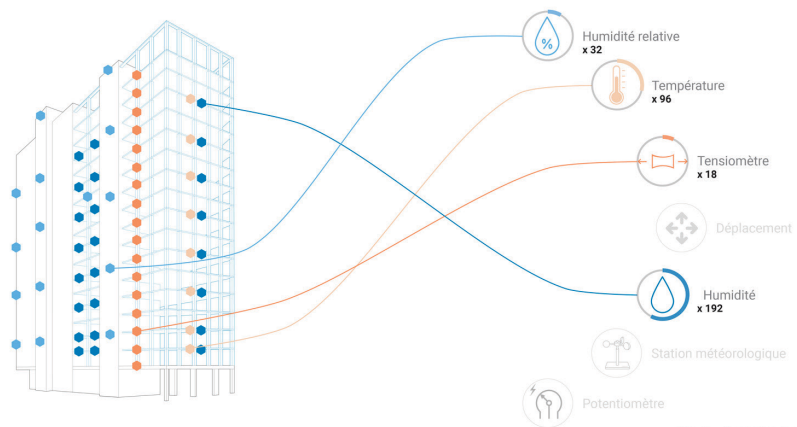 %
Humidité relative
x 32
Température
x 96
Tensiomètre
x 18
Déplacement
Humidité
x 192
Station météorologique
Potentiomètre